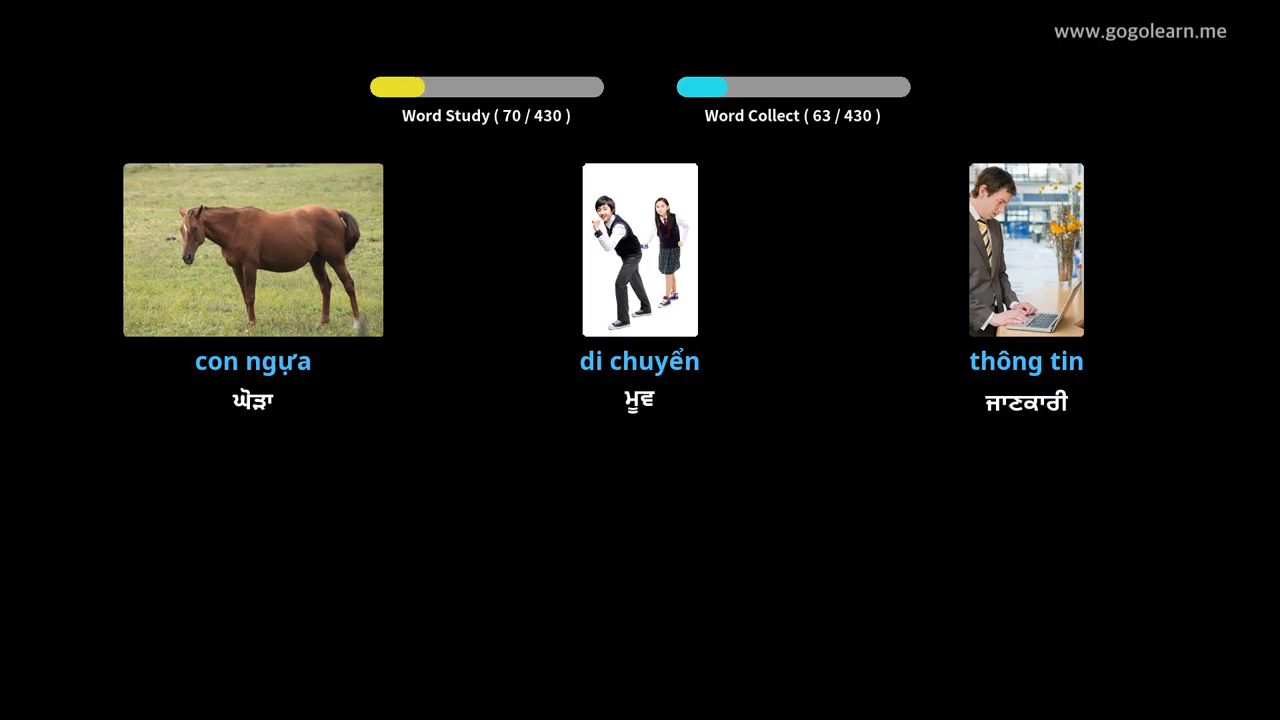 www.gogolearn.me
Word Study ( 70 / 430 )
Word Collect ( 63 / 430 )
con ngựa
di chuyển
thông tin
ਘੋੜਾ
ਮੂਵ
ਜਾਣਕਾਰੀ